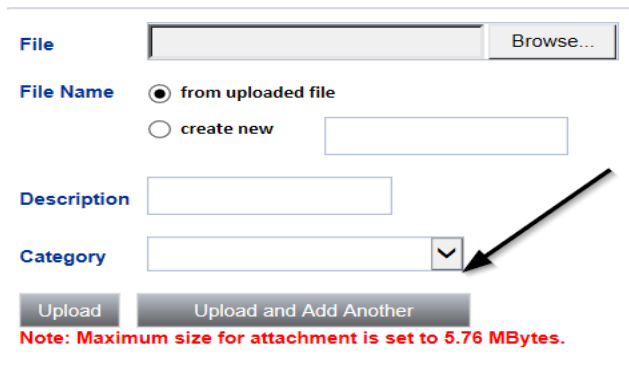 File Browse...
File Name from uploaded file
create new
Description
Category
Upload Upload and Add Another
Note: Maximum size for attachment is set to 5.76 MBytes.